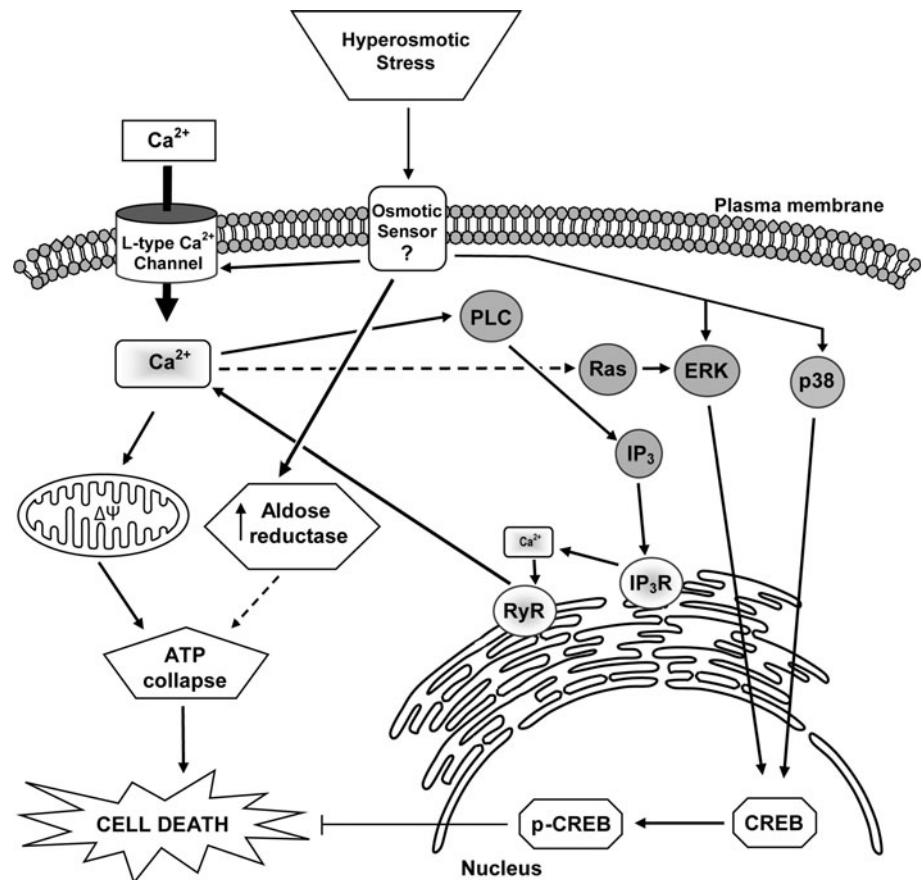 Hyperosmotic
Stress
Ca²⁺
Plasma membrane
Osmotic
Sensor
?
L-type Ca²⁺
Channel
PLC
Ca²⁺
Ras
ERK
p38
IP₃
ΔΨ
Aldose
reductase
Ca²⁺
IP₃R
RyR
ATP
collapse
CELL DEATH
p-CREB
CREB
Nucleus